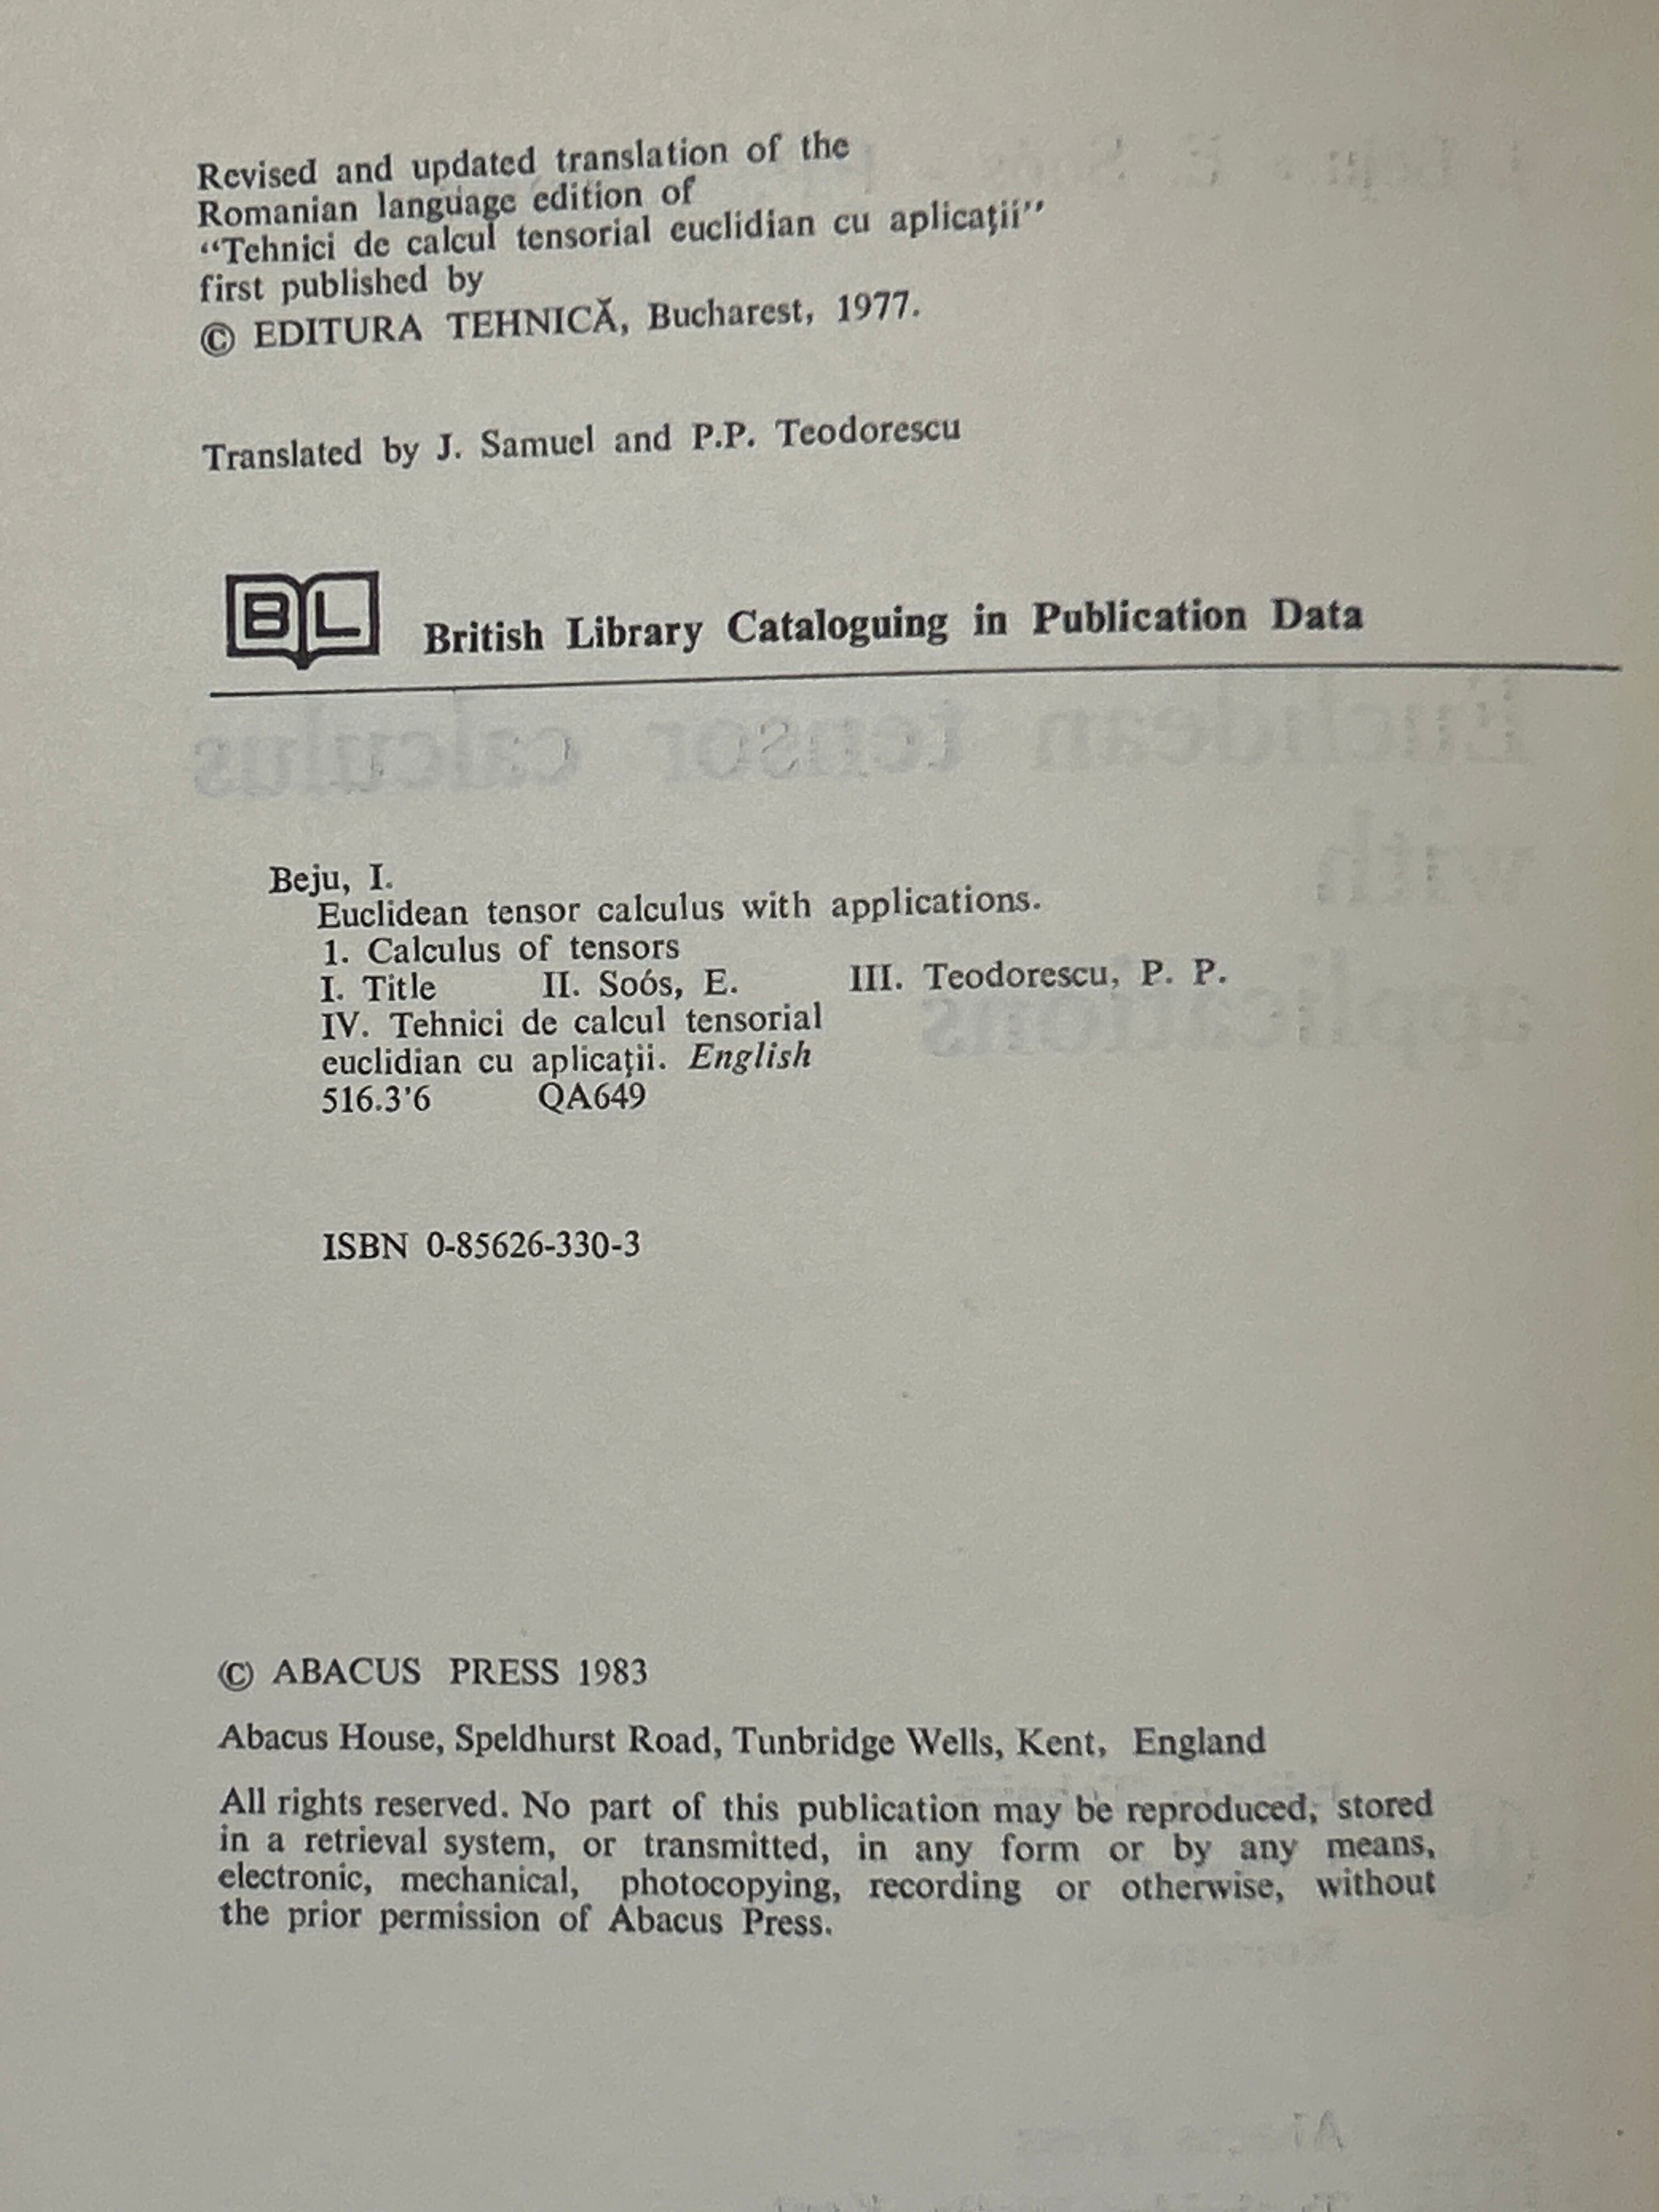 Revised and updated translation of the
Romanian language edition of
“Tehnici de calcul tensorial euclidian cu aplicaţii”
first published by
© EDITURA TEHNICĂ, Bucharest, 1977.
Translated by J. Samuel and P.P. Teodorescu
BL British Library Cataloguing in Publication Data
Euclidean tensor calculus
with
applications
Beju, I.
Euclidean tensor calculus with applications.
1. Calculus of tensors
I. Title II. Soós, E. III. Teodorescu, P. P.
IV. Tehnici de calcul tensorial
euclidian cu aplicaţii. English
516.3'6 QA649
ISBN 0-85626-330-3
© ABACUS PRESS 1983
Abacus House, Speldhurst Road, Tunbridge Wells, Kent, England
All rights reserved. No part of this publication may be reproduced, stored
in a retrieval system, or transmitted, in any form or by any means,
electronic, mechanical, photocopying, recording or otherwise, without
the prior permission of Abacus Press.